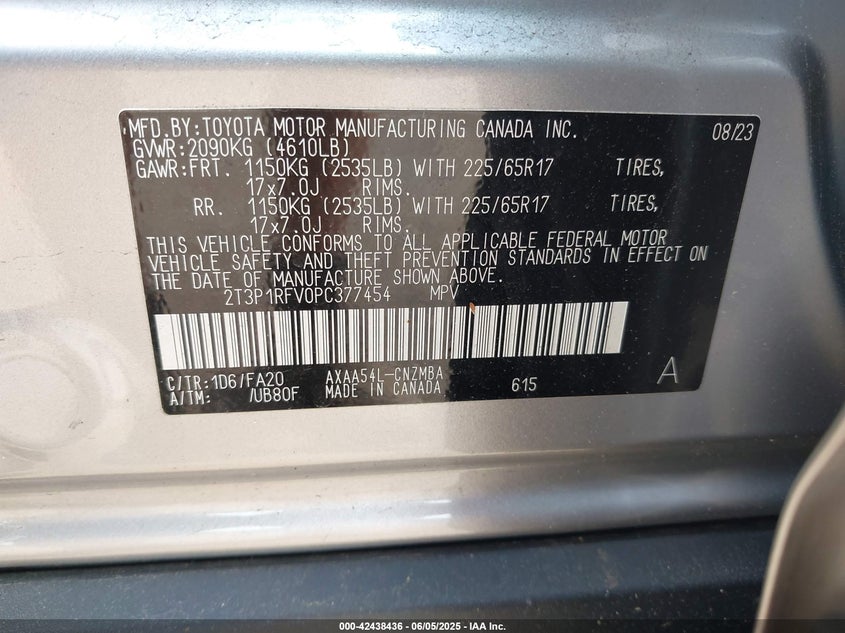 MFD.BY:TOYOTA MOTOR MANUFACTURING CANADA INC. 08/23
GVWR:2090KG (4610LB)
GAWR:FRT. 1150KG (2535LB) WITH 225/65R17 TIRES,
17x7.0J RIMS.
RR. 1150KG (2535LB) WITH 225/65R17 TIRES,
17x7.0J RIMS.
THIS VEHICLE CONFORMS TO ALL APPLICABLE FEDERAL MOTOR
VEHICLE SAFETY AND THEFT PREVENTION STANDARDS IN EFFECT ON
THE DATE OF MANUFACTURE SHOWN ABOVE.
2T3P1RFV0PC377454 MPV
C/TR:1D6/FA20 AXAA54L-CNZMBA
A/TM: /UB80F MADE IN CANADA 615 A
000-42438436 - 06/05/2025 - IAA Inc.